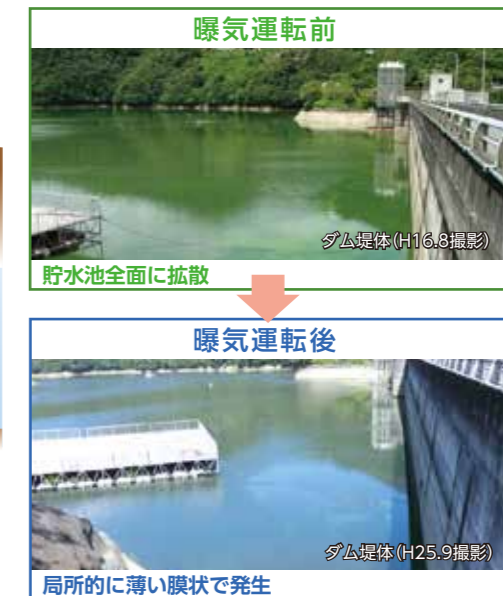 曝気運転前
ダム堤体(H16.8撮影)
貯水池全面に拡散
曝気運転後
ダム堤体(H25.9撮影)
局所的に薄い膜状で発生